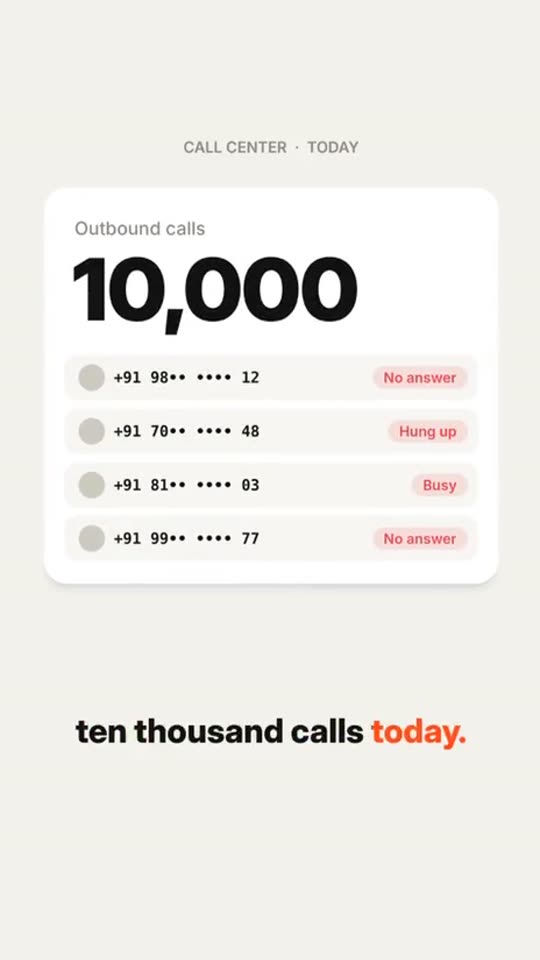 CALL CENTER · TODAY
Outbound calls
10,000
+91 98•• •••• 12 No answer
+91 70•• •••• 48 Hung up
+91 81•• •••• 03 Busy
+91 99•• •••• 77 No answer
ten thousand calls today.